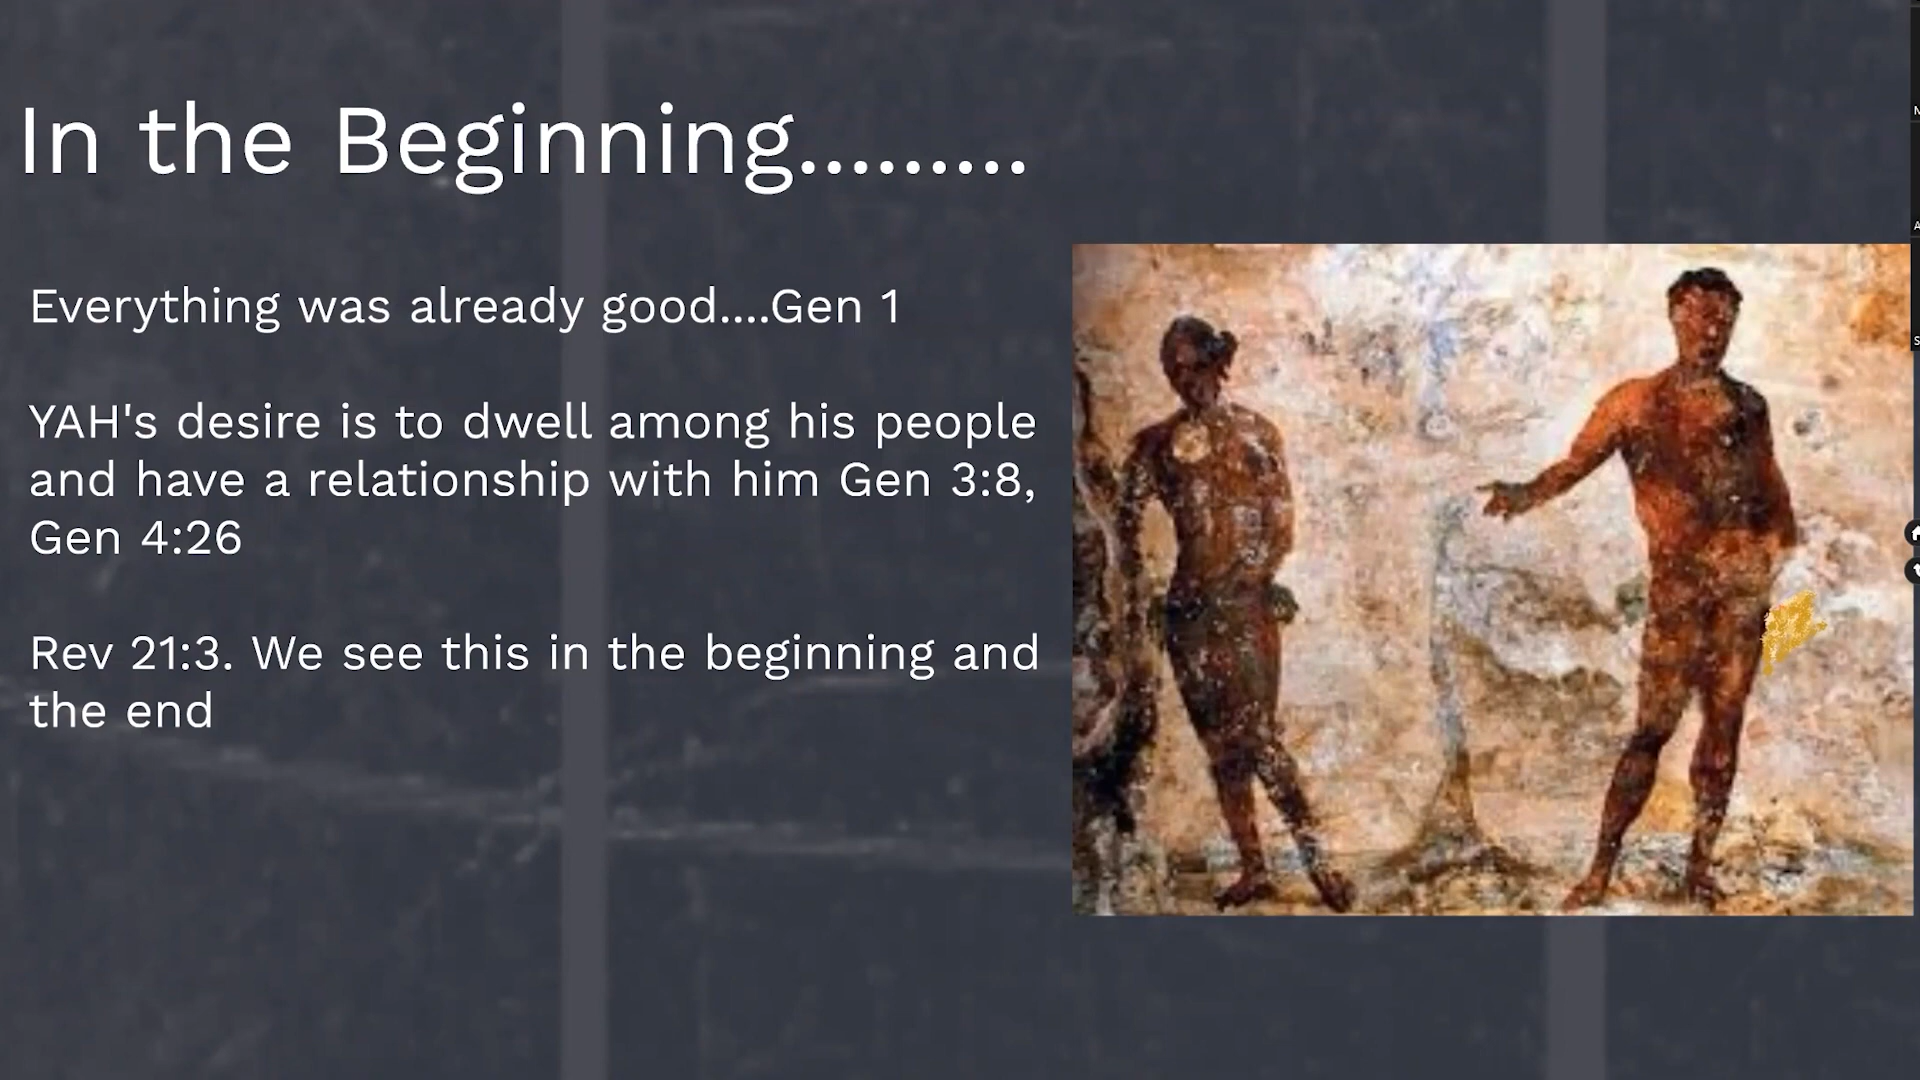 In the Beginning.........
Everything was already good....Gen 1
YAH's desire is to dwell among his people
and have a relationship with him Gen 3:8,
Gen 4:26
Rev 21:3. We see this in the beginning and
the end